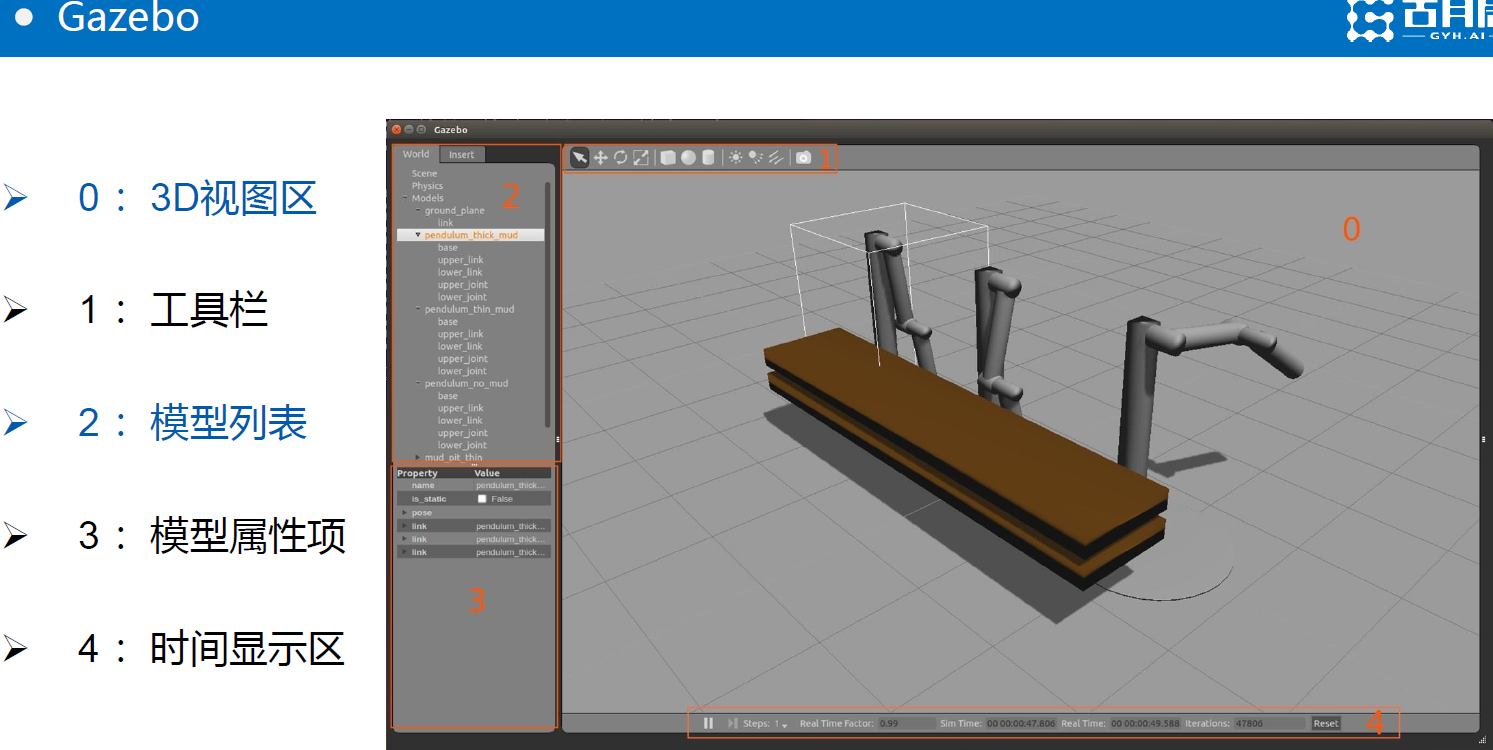 • Gazebo
古月居
GYH.AI
➢ 0 ： 3D视图区
➢ 1 ： 工具栏
➢ 2 ： 模型列表
➢ 3 ： 模型属性项
➢ 4 ： 时间显示区
Gazebo
World Insert
1
2
Scene
Physics
Models
ground_plane
link
pendulum_thick_mud
base
upper_link
lower_link
upper_joint
lower_joint
pendulum_thin_mud
base
upper_link
lower_link
upper_joint
lower_joint
pendulum_no_mud
base
upper_link
lower_link
upper_joint
lower_joint
mud_pit_thin
Property Value
name pendulum_thick...
is_static False
pose
link pendulum_thick...
link pendulum_thick...
link pendulum_thick...
3
0
Steps: 1 Real Time Factor: 0.99 Sim Time: 00 00:00:47.806 Real Time: 00 00:00:49.588 Iterations: 47806 Reset 4